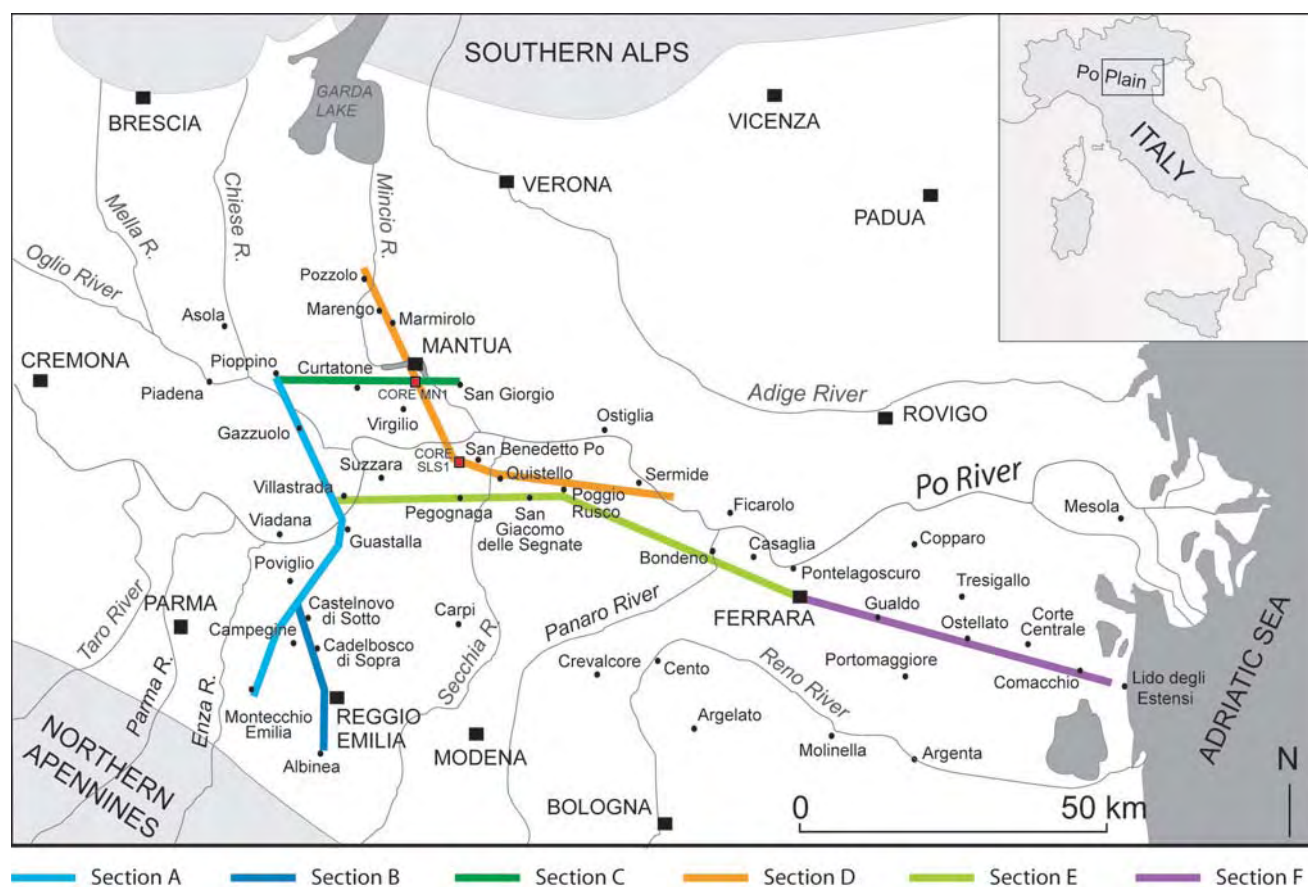 SOUTHERN ALPS
GARDA
LAKE
BRESCIA
VICENZA
VERONA
PADUA
Po Plain
ITALY
Mella R.
Chiese R.
Mincio R.
Oglio River
Pozzolo
Marengo
Marmirolo
Asola
MANTUA
CREMONA
Pioppino
Curtatone
Piadena
CORE MN1
San Giorgio
Adige River
ROVIGO
Virgilio
Gazzuolo
Ostiglia
CORE
SLS1
San Benedetto Po
Suzzara
Quistello
Sermide
Po River
Villastrada
Pegognaga
San
Giacomo
delle Segnate
Poggio
Rusco
Ficarolo
Mesola
Viadana
Guastalla
Bondeno
Casaglia
Copparo
Poviglio
Pontelagoscuro
Tresigallo
Taro River
PARMA
Castelnovo
di Sotto
Carpi
Panaro River
FERRARA
Gualdo
Corte
Centrale
Ostellato
Campegine
Cadelbosco
di Sopra
Secchia R.
Crevalcore
Cento
Reno River
Portomaggiore
Comacchio
Lido degli
Estensi
ADRIATIC SEA
Parma R.
Enza R.
Montecchio
Emilia
REGGIO
EMILIA
Argelato
Molinella
Argenta
NORTHERN
APENNINES
Albinea
MODENA
BOLOGNA
N
0 50 km
Section A Section B Section C Section D Section E Section F